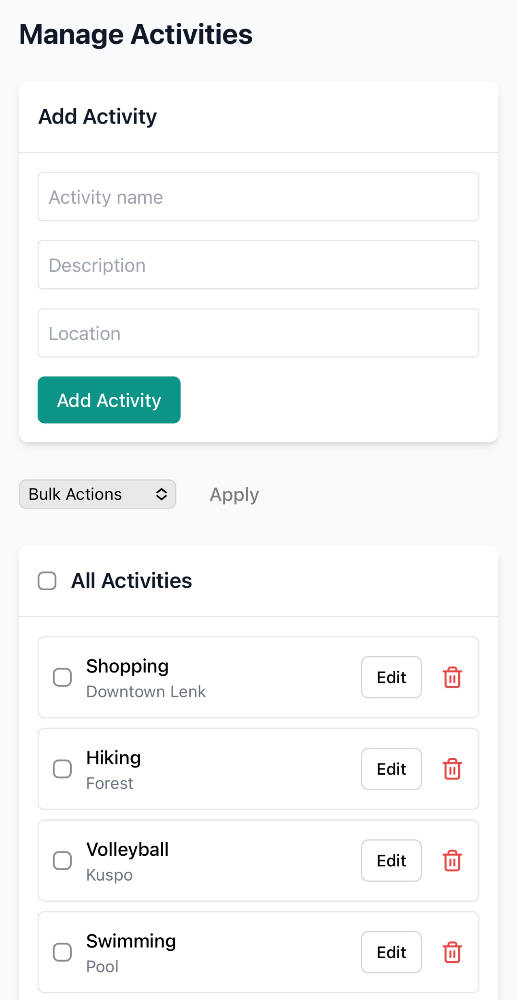 Manage Activities
Add Activity
Activity name
Description
Location
Add Activity
Bulk Actions Apply
All Activities
Shopping
Downtown Lenk
Edit
Hiking
Forest
Edit
Volleyball
Kuspo
Edit
Swimming
Pool
Edit